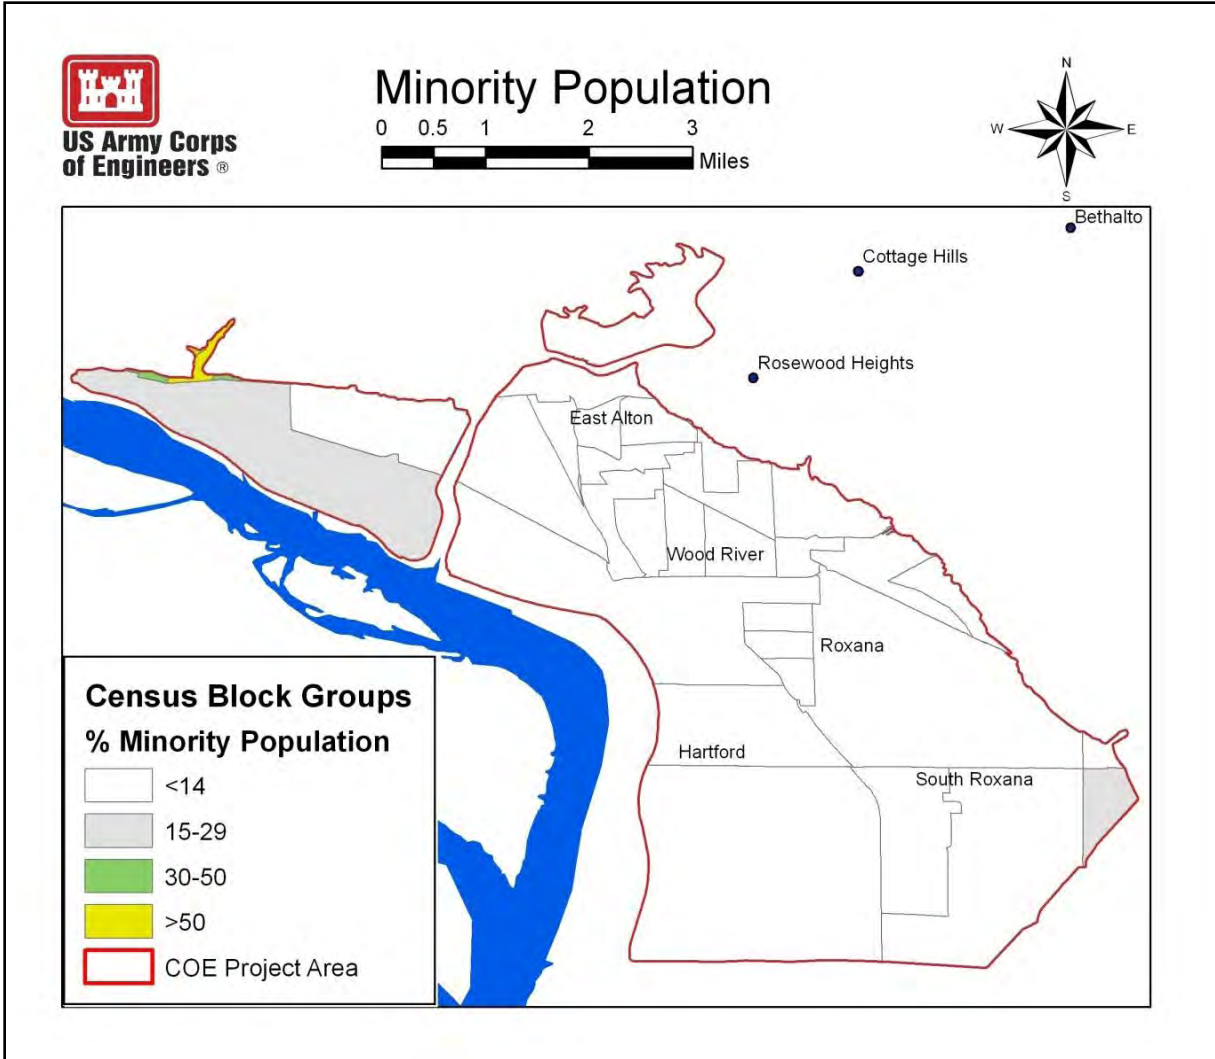 Minority Population
US Army Corps
of Engineers ®
0 0.5 1 2 3
Miles
N
W E
S
Bethalto
Cottage Hills
Rosewood Heights
East Alton
Wood River
Roxana
Hartford
South Roxana
Census Block Groups
% Minority Population
<14
15-29
30-50
>50
COE Project Area